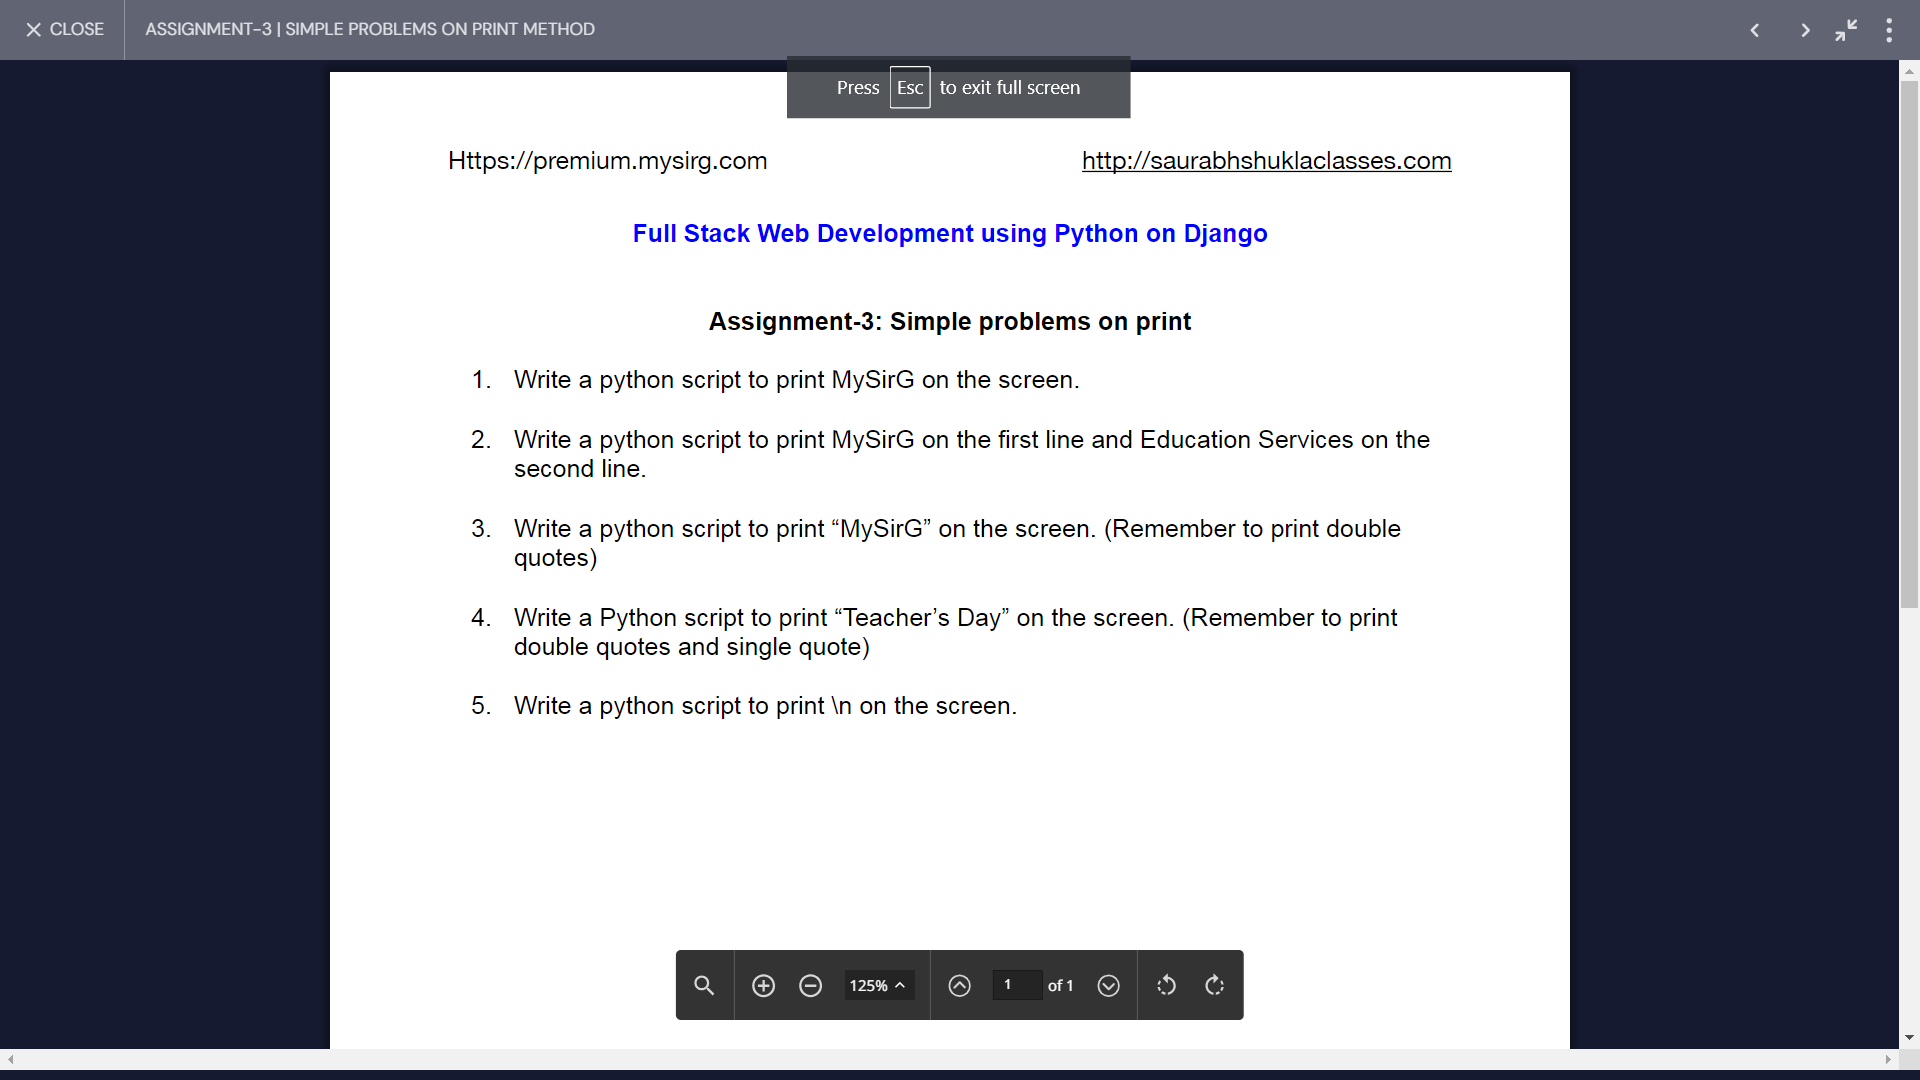 CLOSE
ASSIGNMENT-3 | SIMPLE PROBLEMS ON PRINT METHOD
Press Esc to exit full screen
Https://premium.mysirg.com
http://saurabhshuklaclasses.com
Full Stack Web Development using Python on Django
Assignment-3: Simple problems on print
1. Write a python script to print MySirG on the screen.
2. Write a python script to print MySirG on the first line and Education Services on the
second line.
3. Write a python script to print “MySirG” on the screen. (Remember to print double
quotes)
4. Write a Python script to print “Teacher’s Day” on the screen. (Remember to print
double quotes and single quote)
5. Write a python script to print \n on the screen.
125%
1 of 1